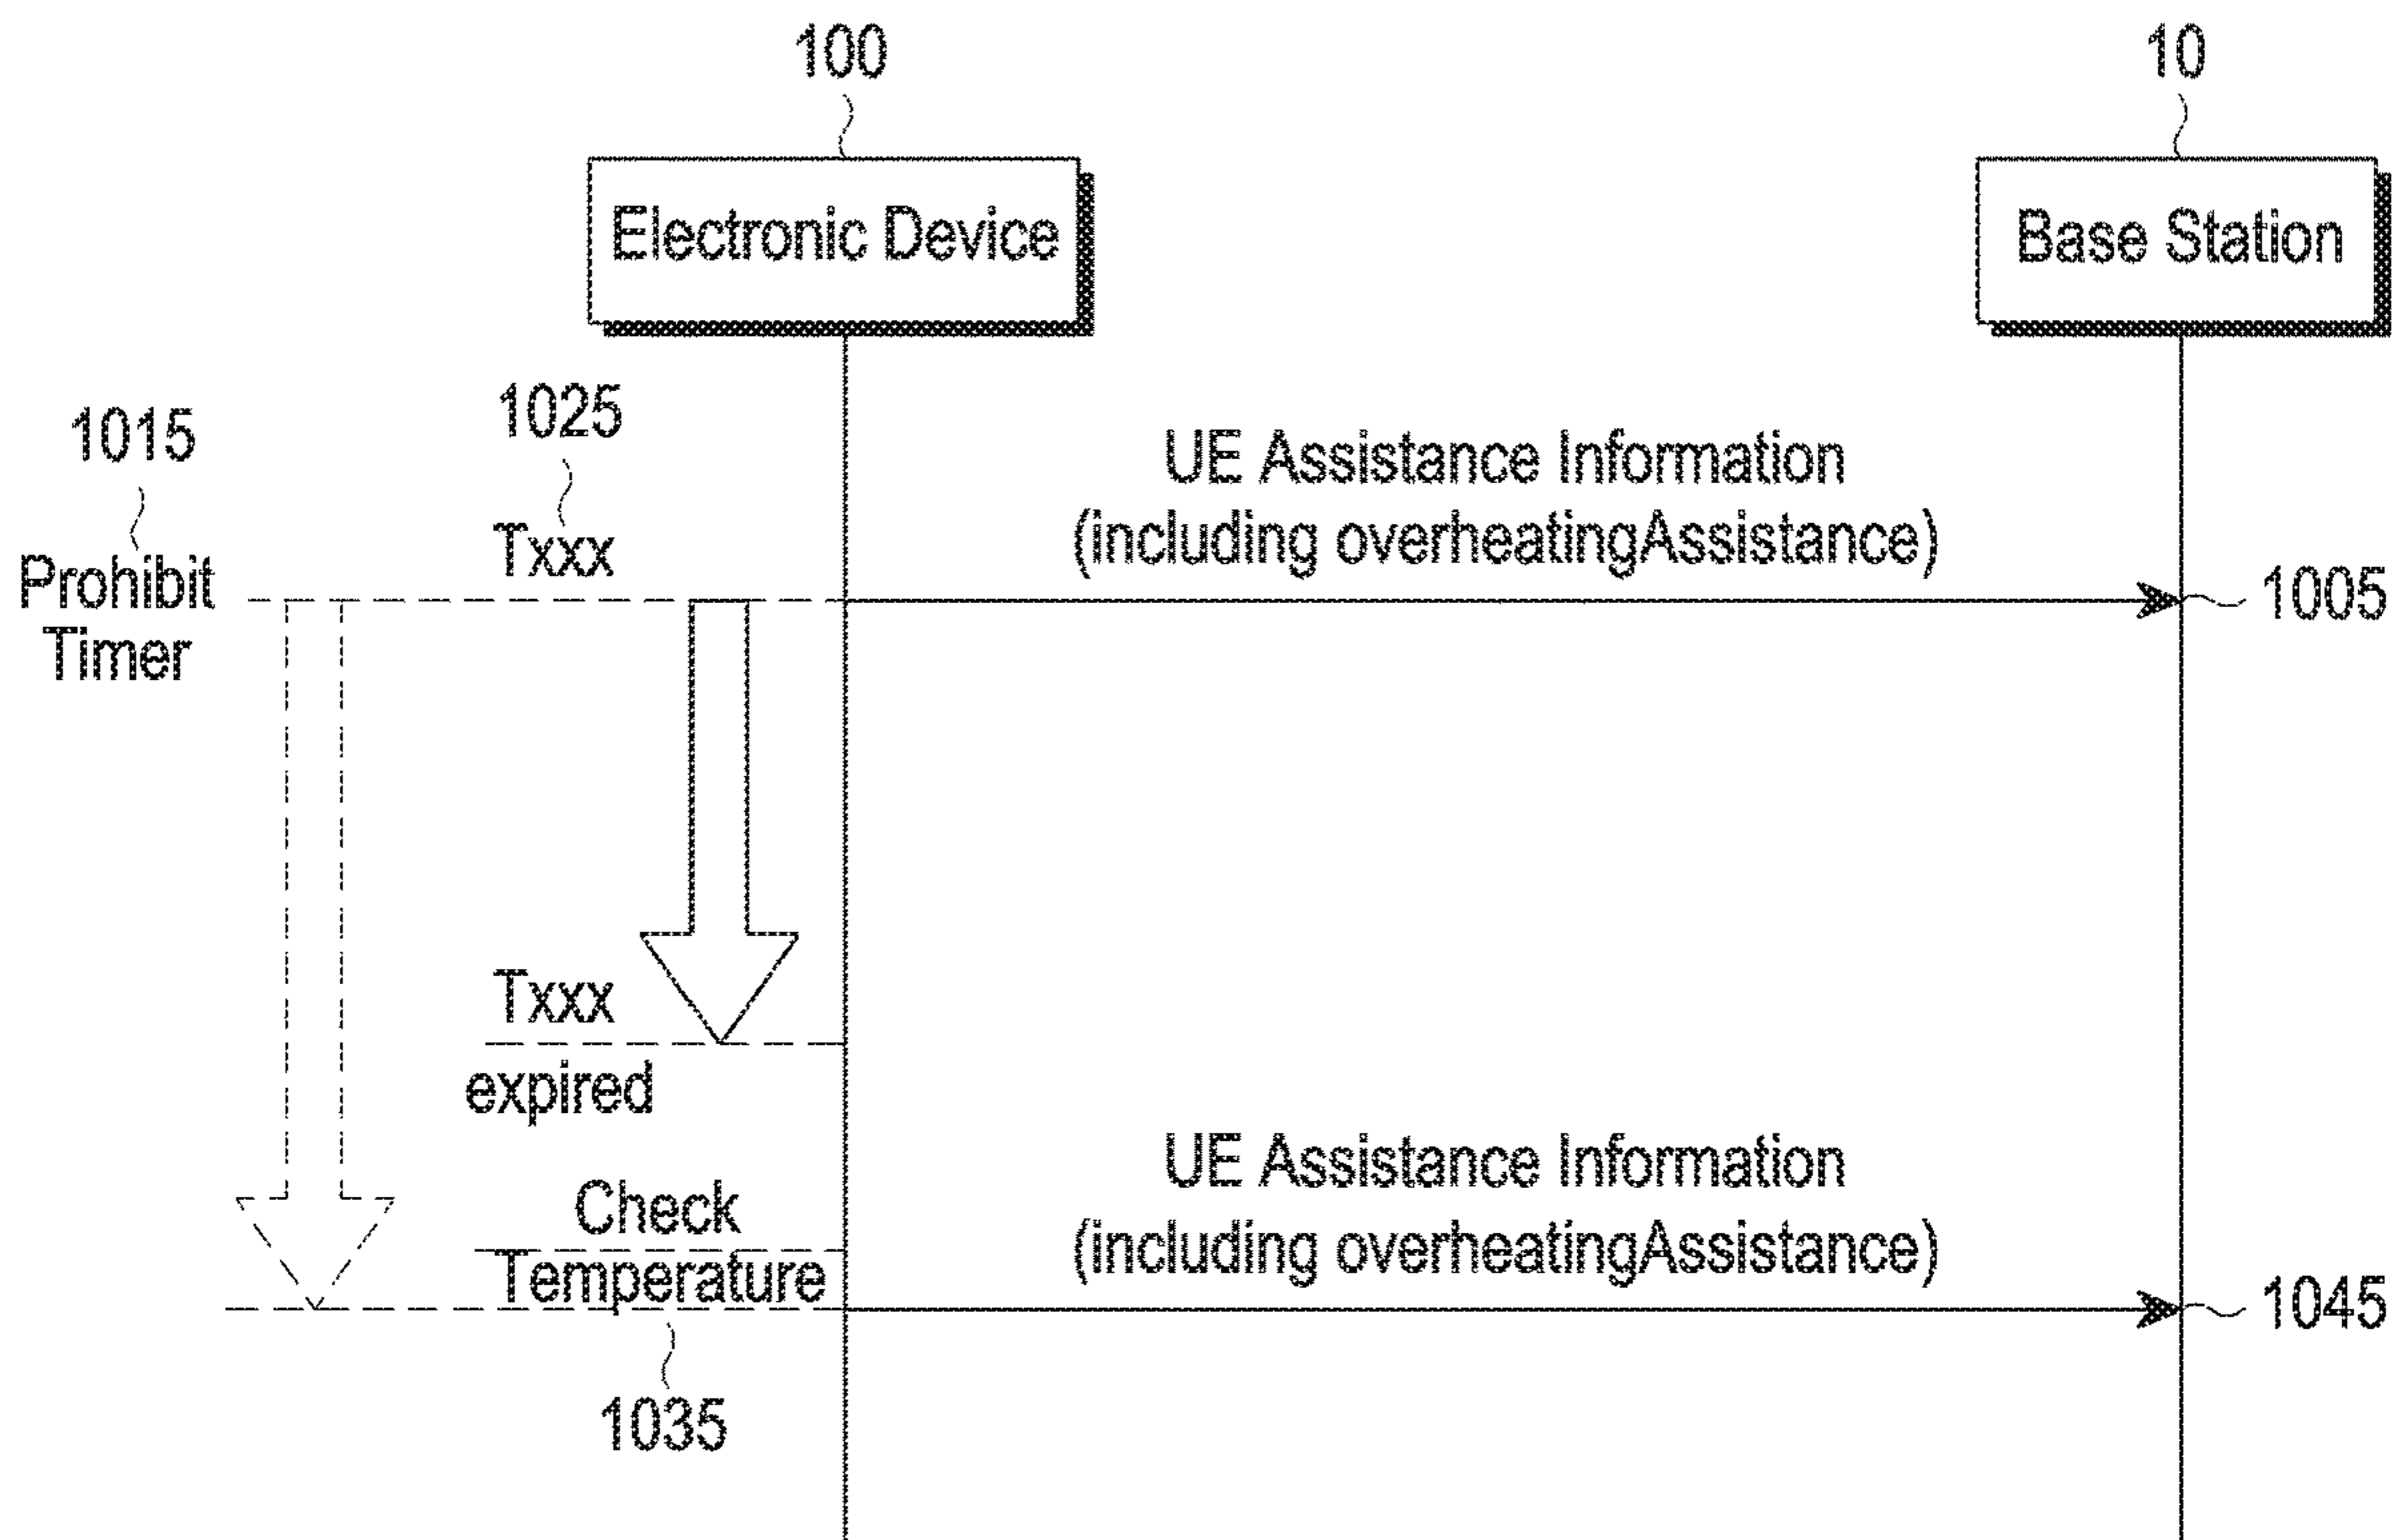 100
10
Electronic Device
Base Station
1015
Prohibit
Timer
1025
Txxx
UE Assistance Information
(including overheatingAssistance)
1005
Txxx
expired
Check
Temperature
1035
UE Assistance Information
(including overheatingAssistance)
1045